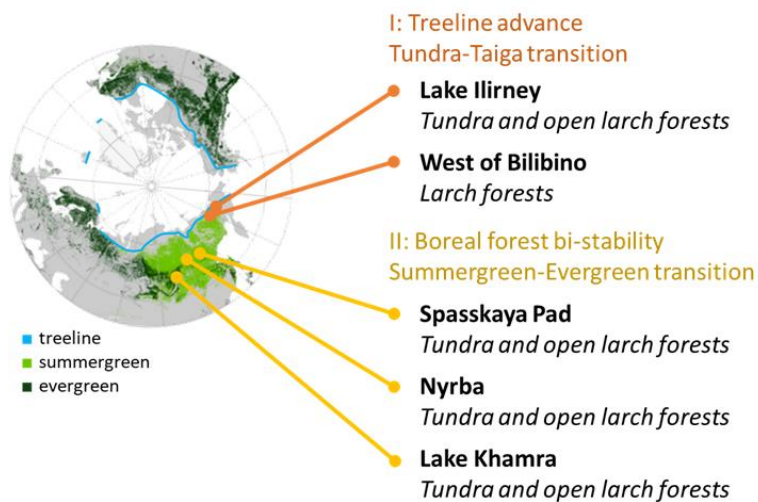 I: Treeline advance
Tundra-Taiga transition
Lake Ilirney
Tundra and open larch forests
West of Bilibino
Larch forests
II: Boreal forest bi-stability
Summergreen-Evergreen transition
Spasskaya Pad
Tundra and open larch forests
Nyrba
Tundra and open larch forests
Lake Khamra
Tundra and open larch forests
treeline
summergreen
evergreen